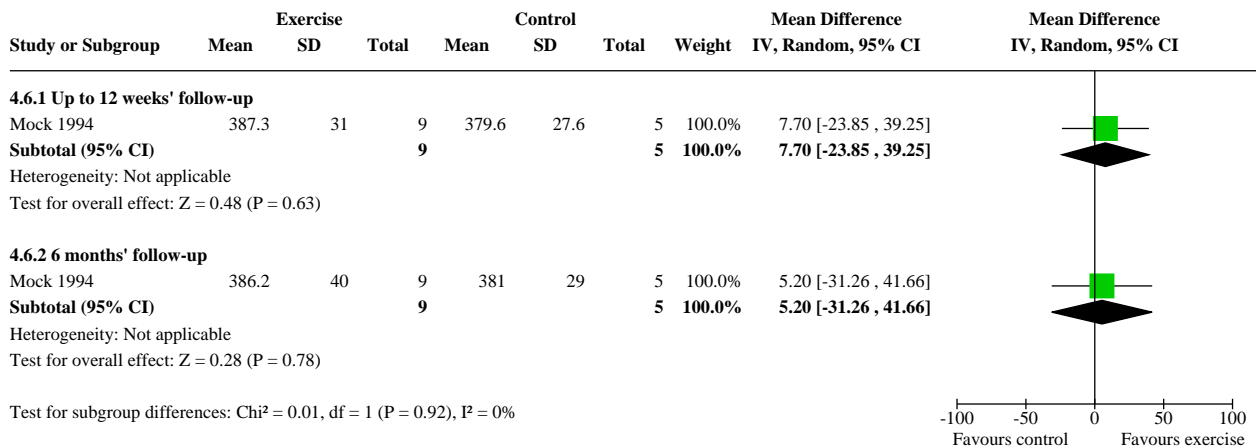 Exercise Control Mean Difference Mean Difference
Study or Subgroup Mean SD Total Mean SD Total Weight IV, Random, 95% CI IV, Random, 95% CI
4.6.1 Up to 12 weeks' follow-up
Mock 1994 387.3 31 9 379.6 27.6 5 100.0% 7.70 [-23.85 , 39.25]
Subtotal (95% CI) 9 5 100.0% 7.70 [-23.85 , 39.25]
Heterogeneity: Not applicable
Test for overall effect: Z = 0.48 (P = 0.63)
4.6.2 6 months' follow-up
Mock 1994 386.2 40 9 381 29 5 100.0% 5.20 [-31.26 , 41.66]
Subtotal (95% CI) 9 5 100.0% 5.20 [-31.26 , 41.66]
Heterogeneity: Not applicable
Test for overall effect: Z = 0.28 (P = 0.78)
Test for subgroup differences: Chi² = 0.01, df = 1 (P = 0.92), I² = 0%
-100 -50 0 50 100
Favours control Favours exercise